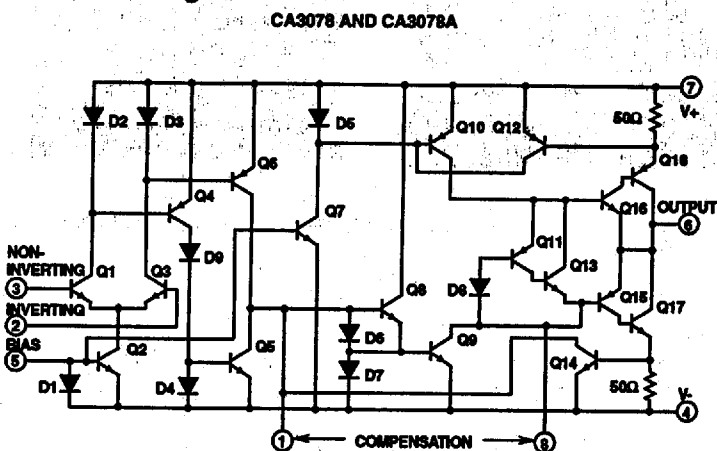 CA3078 AND CA3078A
7
V+
50Ω
D2
D3
D5
Q10
Q12
Q18
Q6
Q4
Q7
Q16
OUTPUT
6
NON-
INVERTING
3
Q1
Q3
D9
Q11
Q13
INVERTING
2
D8
Q8
Q15
Q17
BIAS
5
Q2
D6
Q5
Q9
Q14
D1
D4
D7
50Ω
V-
4
1
COMPENSATION
8